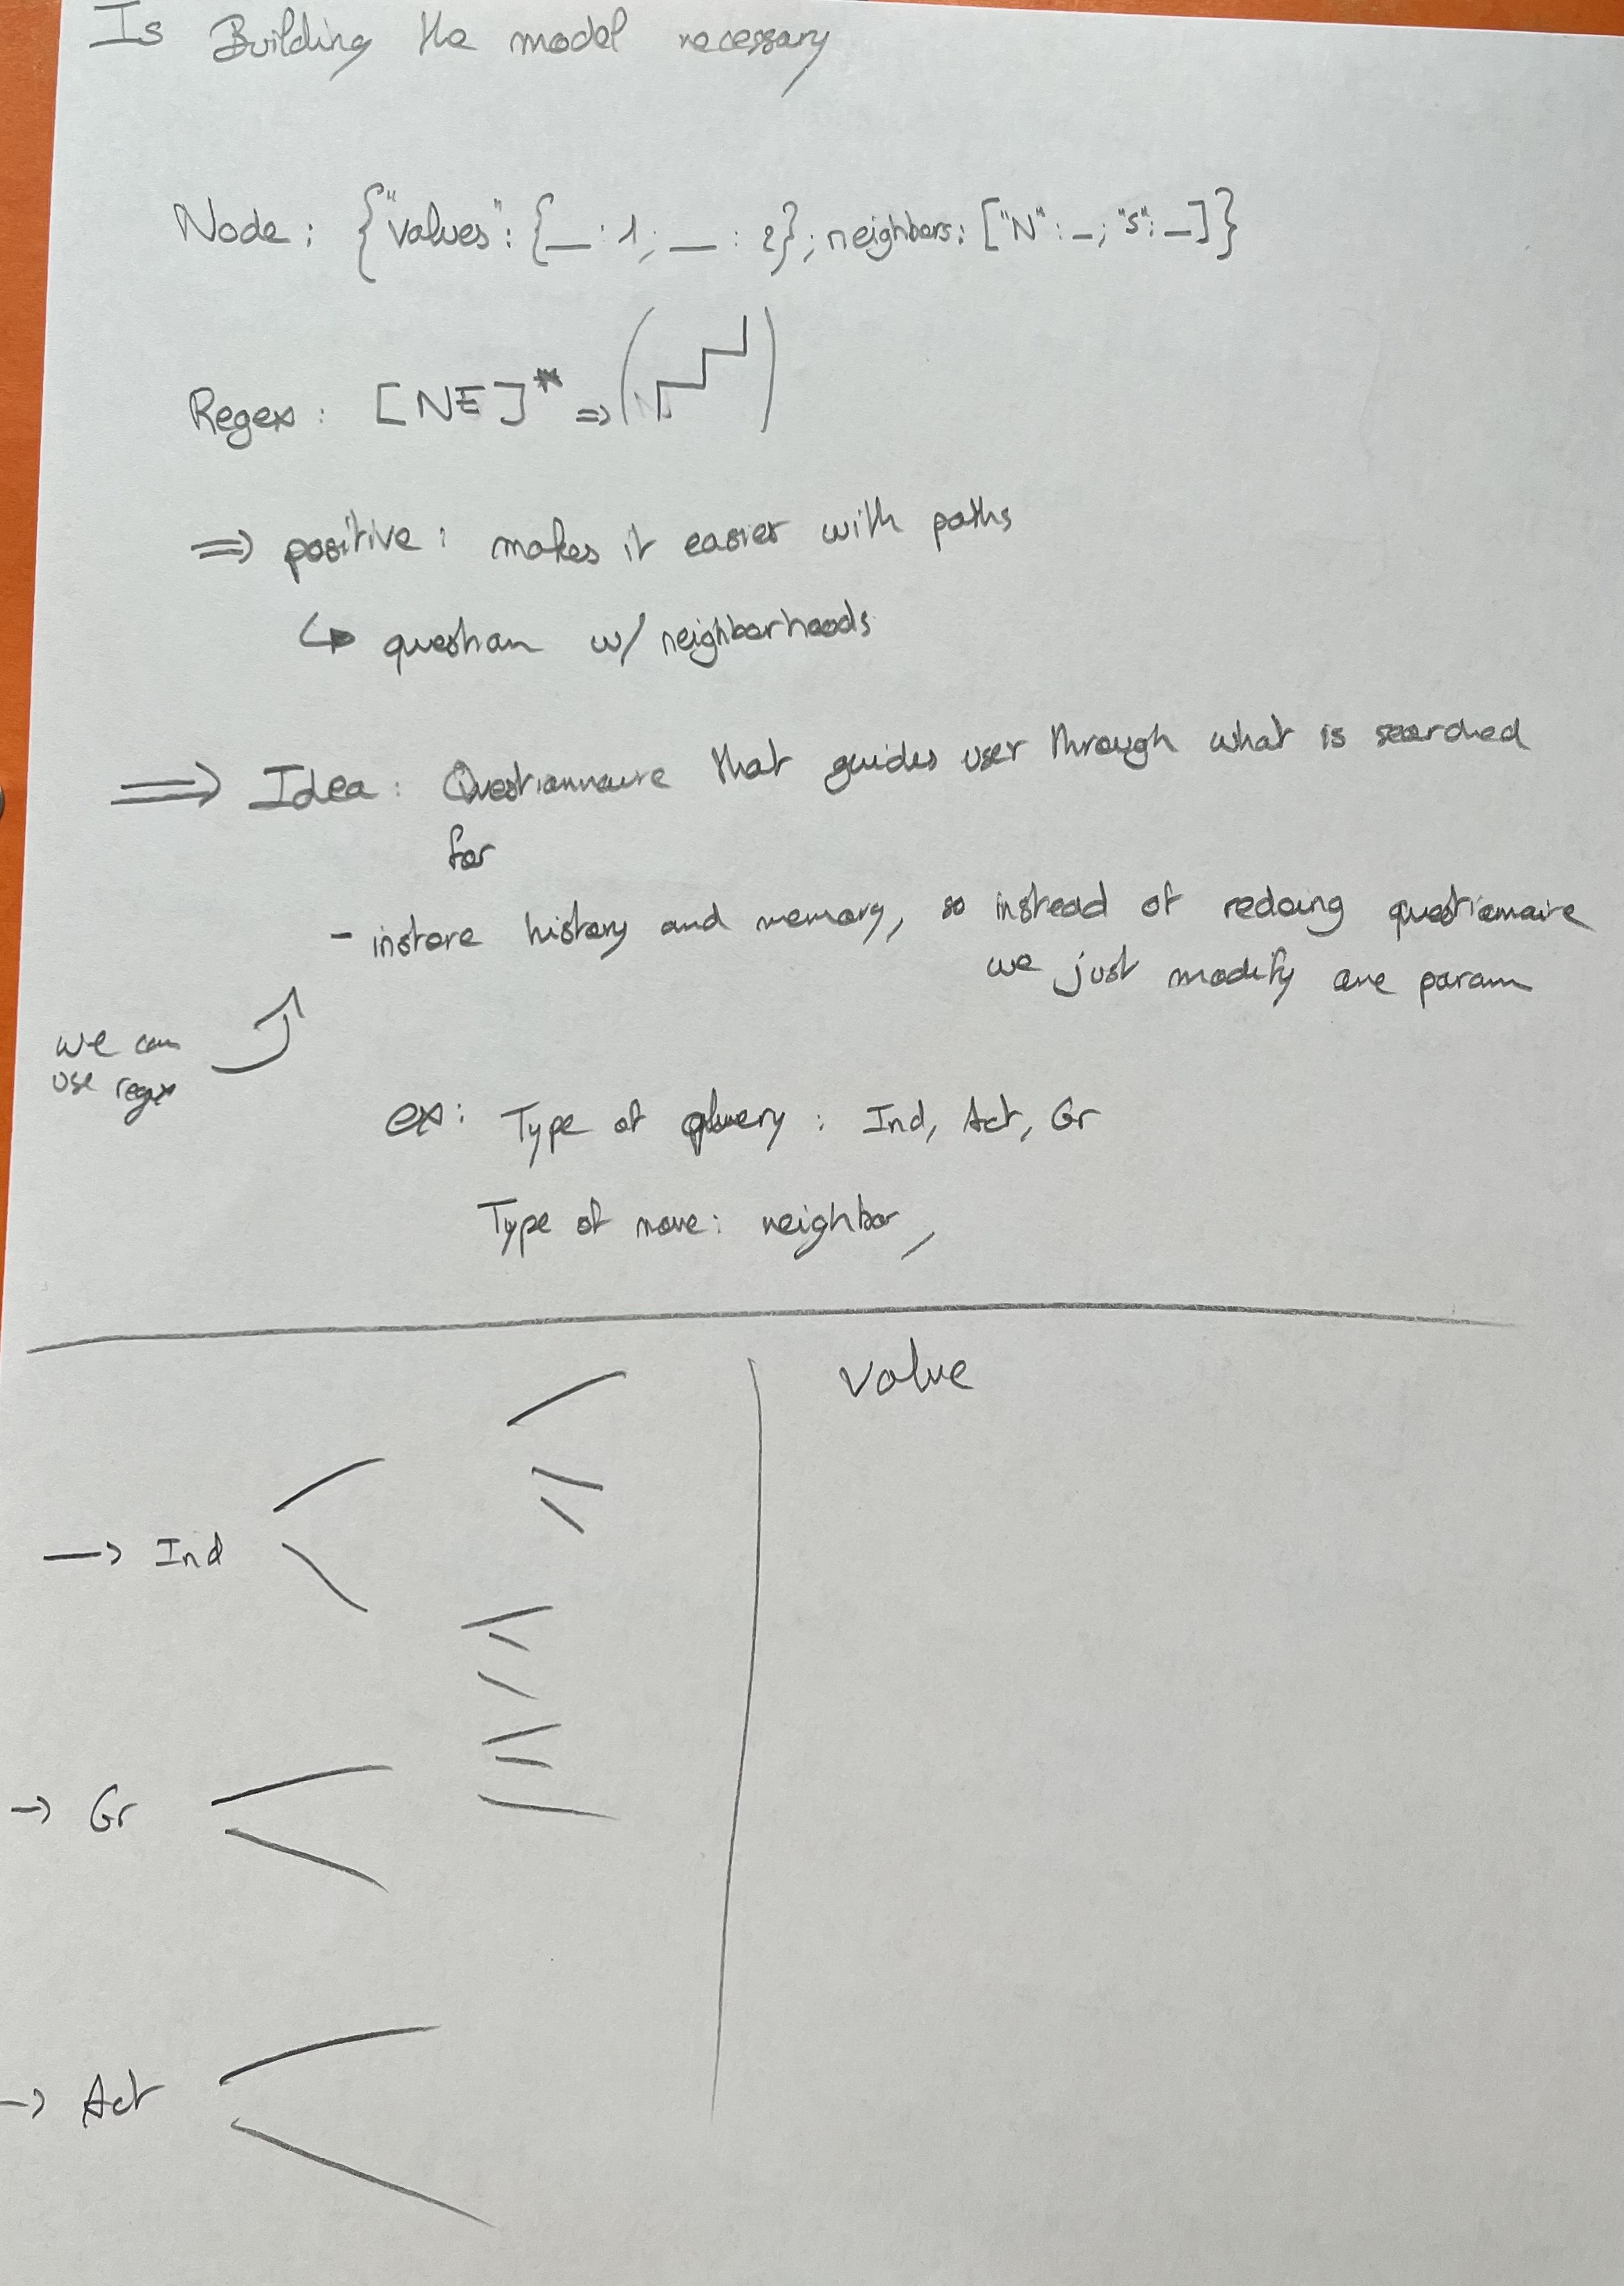 Is Building the model necessary
Node : {"values" : {_ : 1; _ : 2}; neighbors: ["N" : _; "S": _]}
Regex : [NE]* => ( )
=> positive : makes it easier with paths
↳ question w/ neighborhoods
=> Idea : Questionnaire that guides user through what is searched
for
- instore history and memory, so instead of redoing questionnaire
we just modify one param
we can
use regex
ex: Type of query : Ind, Act, Gr
Type of move: neighbor,
value
-> Ind
-> Gr
-> Act